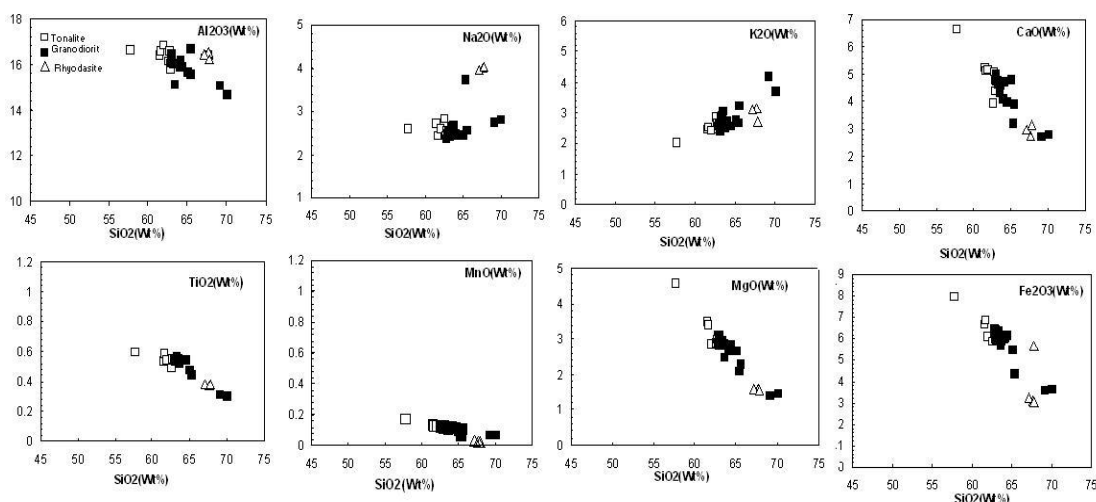 18
16
14
12
10
Al2O3(Wt%)
Tonalite
Granodiorit
Rhyodasite
45 50 55 60 65 70 75
SiO2(Wt%)
5
4
3
2
1
Na2O(Wt%)
45 50 55 60 65 70 75
SiO2(Wt%)
6
5
4
3
2
1
0
K2O(Wt%
45 50 55 60 65 70 75
SiO2(Wt%)
7
6
5
4
3
2
1
0
CaO(Wt%)
45 50 55 60 65 70 75
SiO2(Wt%)
1.2
1
0.8
0.6
0.4
0.2
0
TiO2(Wt%)
45 50 55 60 65 70 75
SiO2(Wt%)
1.2
1
0.8
0.6
0.4
0.2
0
MnO(Wt%)
45 50 55 60 65 70 75
SiO2(Wt%)
5
4
3
2
1
0
MgO(Wt%)
45 50 55 60 65 70 75
SiO2(Wt%)
9
8
7
6
5
4
3
2
1
0
Fe2O3(Wt%)
45 50 55 60 65 70 75
SiO2(Wt%)